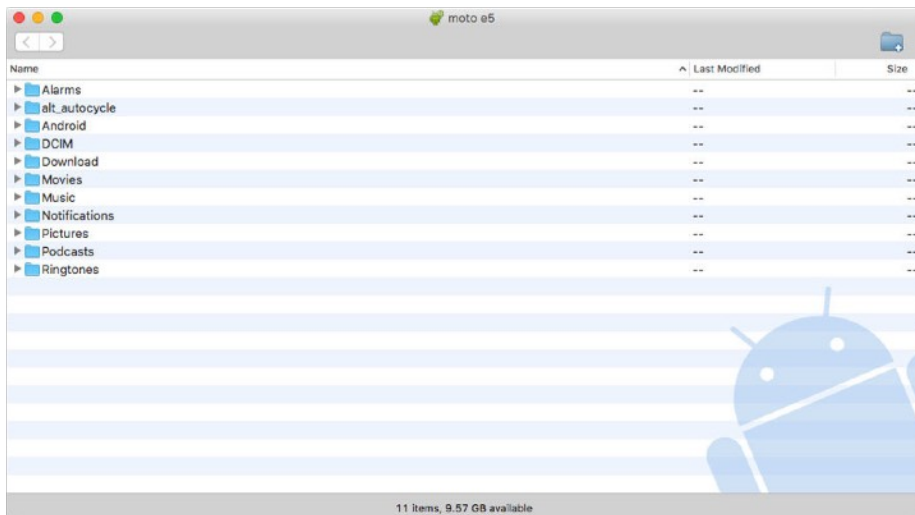 moto e5
Name Last Modified Size
Alarms -- --
alt_autocycle -- --
Android -- --
DCIM -- --
Download -- --
Movies -- --
Music -- --
Notifications -- --
Pictures -- --
Podcasts -- --
Ringtones -- --
11 items, 9.57 GB available